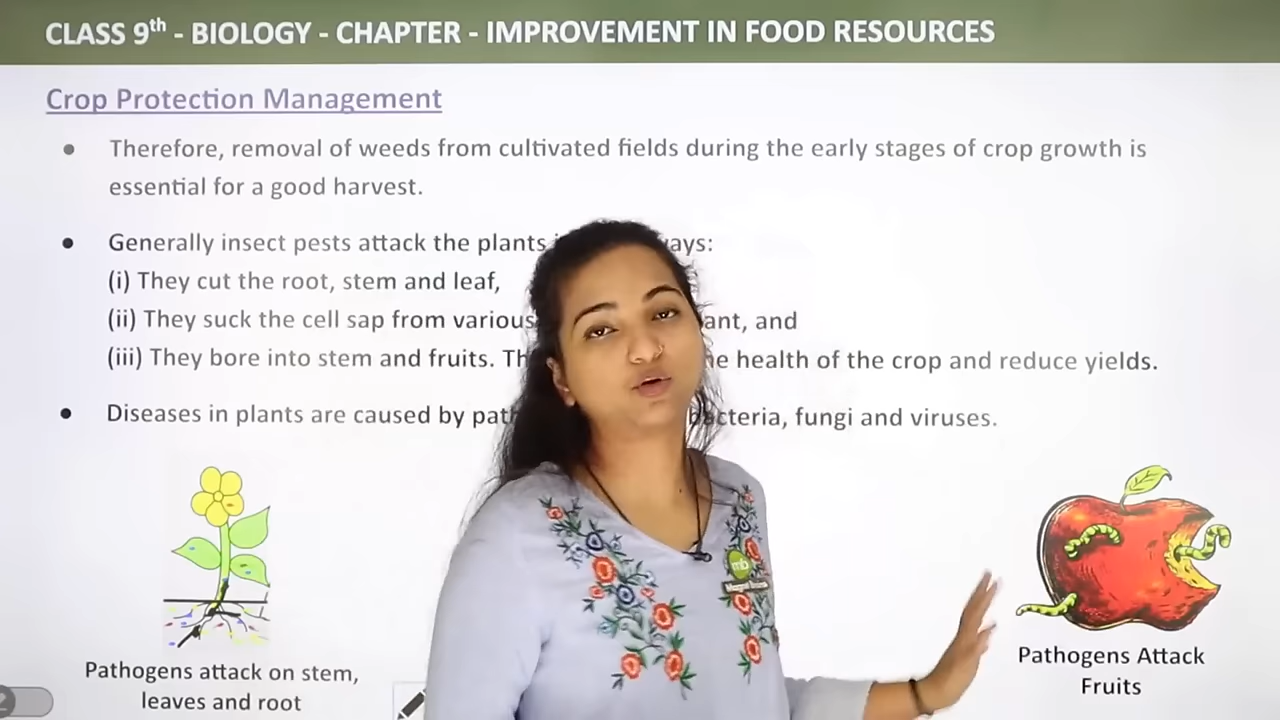 CLASS 9th - BIOLOGY - CHAPTER - IMPROVEMENT IN FOOD RESOURCES
Crop Protection Management
• Therefore, removal of weeds from cultivated fields during the early stages of crop growth is
essential for a good harvest.
• Generally insect pests attack the plants ways:
(i) They cut the root, stem and leaf,
(ii) They suck the cell sap from various and
(iii) They bore into stem and fruits. health of the crop and reduce yields.
• Diseases in plants are caused by bacteria, fungi and viruses.
mb
Pathogens attack on stem,
leaves and root
Pathogens Attack
Fruits